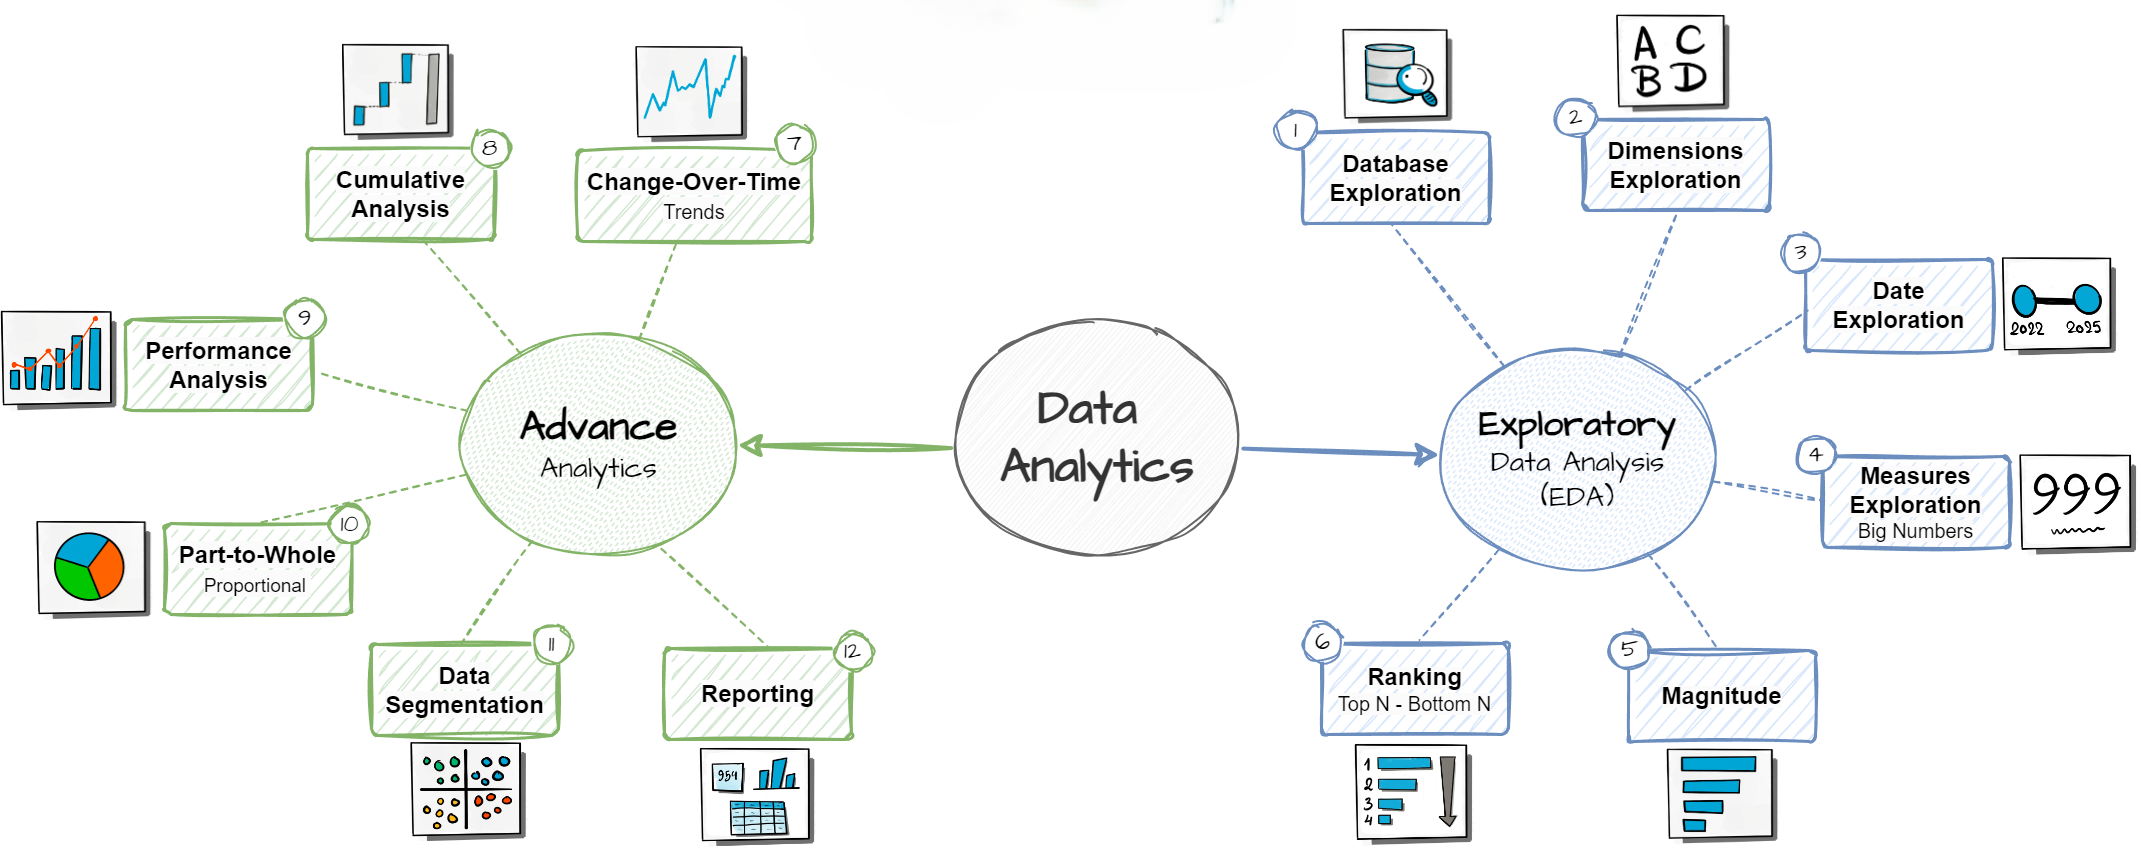 Data
Analytics
Exploratory
Data Analysis
(EDA)
1
Database
Exploration
2
A C
B D
Dimensions
Exploration
3
Date
Exploration
2022 2025
4
Measures
Exploration
Big Numbers
999
5
Magnitude
6
Ranking
Top N - Bottom N
1
2
3
4
Advance
Analytics
7
Change-Over-Time
Trends
8
Cumulative
Analysis
9
Performance
Analysis
10
Part-to-Whole
Proportional
11
Data
Segmentation
12
Reporting
954